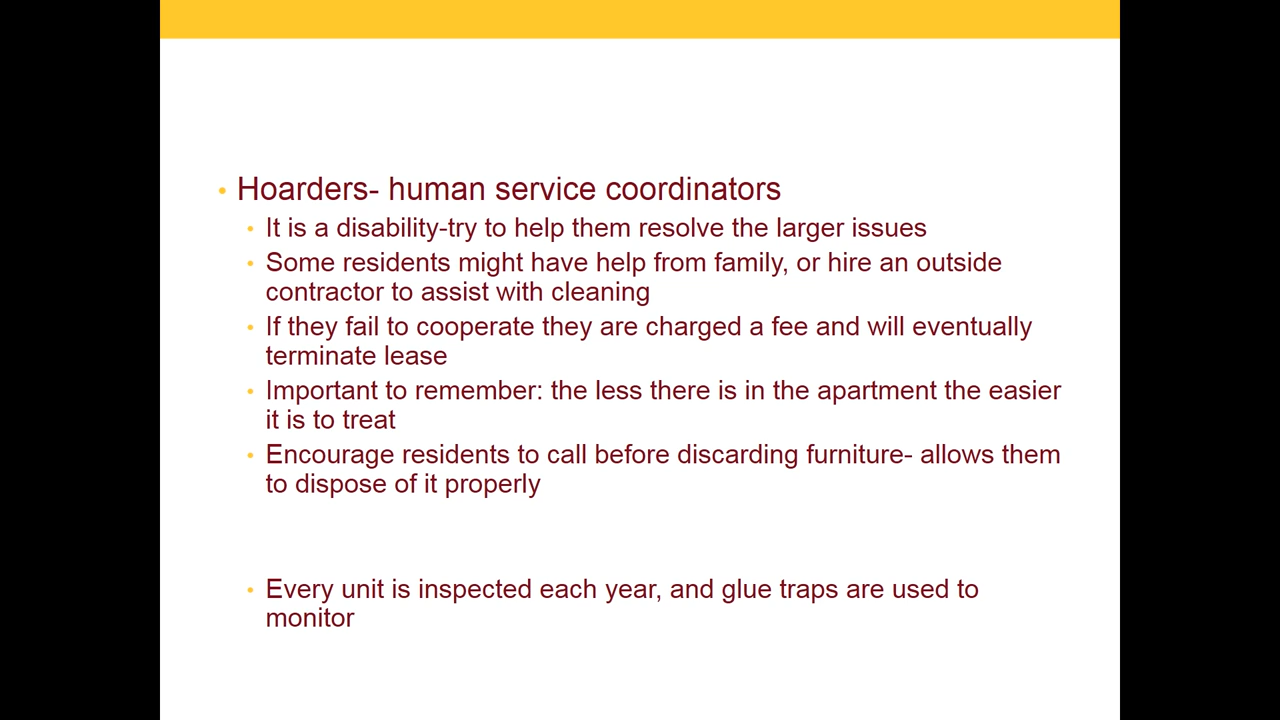 • Hoarders- human service coordinators
• It is a disability-try to help them resolve the larger issues
• Some residents might have help from family, or hire an outside
contractor to assist with cleaning
• If they fail to cooperate they are charged a fee and will eventually
terminate lease
• Important to remember: the less there is in the apartment the easier
it is to treat
• Encourage residents to call before discarding furniture- allows them
to dispose of it properly
• Every unit is inspected each year, and glue traps are used to
monitor